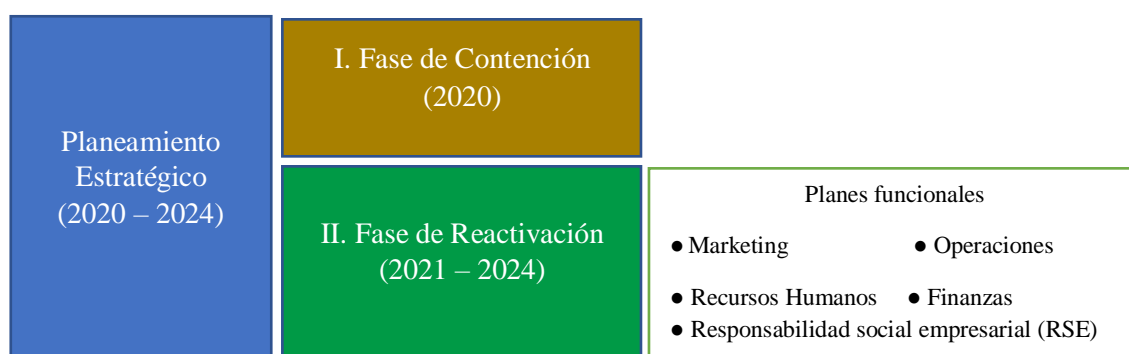 Planeamiento
Estratégico
(2020 – 2024)
I. Fase de Contención
(2020)
II. Fase de Reactivación
(2021 – 2024)
Planes funcionales
● Marketing ● Operaciones
● Recursos Humanos ● Finanzas
● Responsabilidad social empresarial (RSE)